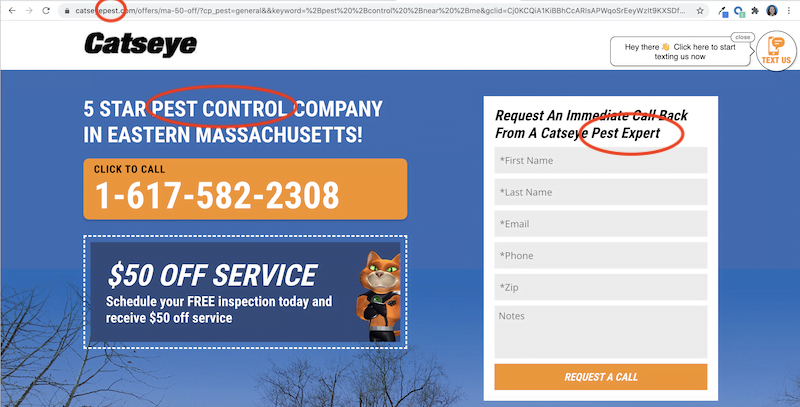 catseyepest.com/offers/ma-50-off/?cp_pest=general&&keyword=%2Bpest%20%2Bcontrol%20%2Bnear%20%2Bme&gclid=Cj0KCQiA1KiBBhCcARIsAPWqoSrEeyWzlt9KXSDf...
Catseye
close
Hey there 👋 Click here to start
texting us now
TEXT US
5 STAR PEST CONTROL COMPANY
IN EASTERN MASSACHUSETTS!
CLICK TO CALL
1-617-582-2308
$50 OFF SERVICE
Schedule your FREE inspection today and
receive $50 off service
Request An Immediate Call Back
From A Catseye Pest Expert
*First Name
*Last Name
*Email
*Phone
*Zip
Notes
REQUEST A CALL